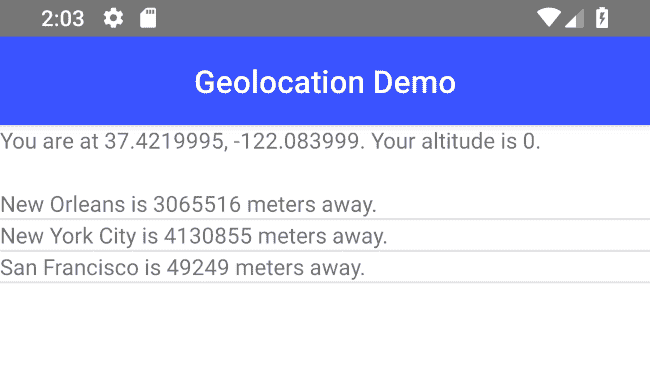 2:03
Geolocation Demo
You are at 37.4219995, -122.083999. Your altitude is 0.
New Orleans is 3065516 meters away.
New York City is 4130855 meters away.
San Francisco is 49249 meters away.